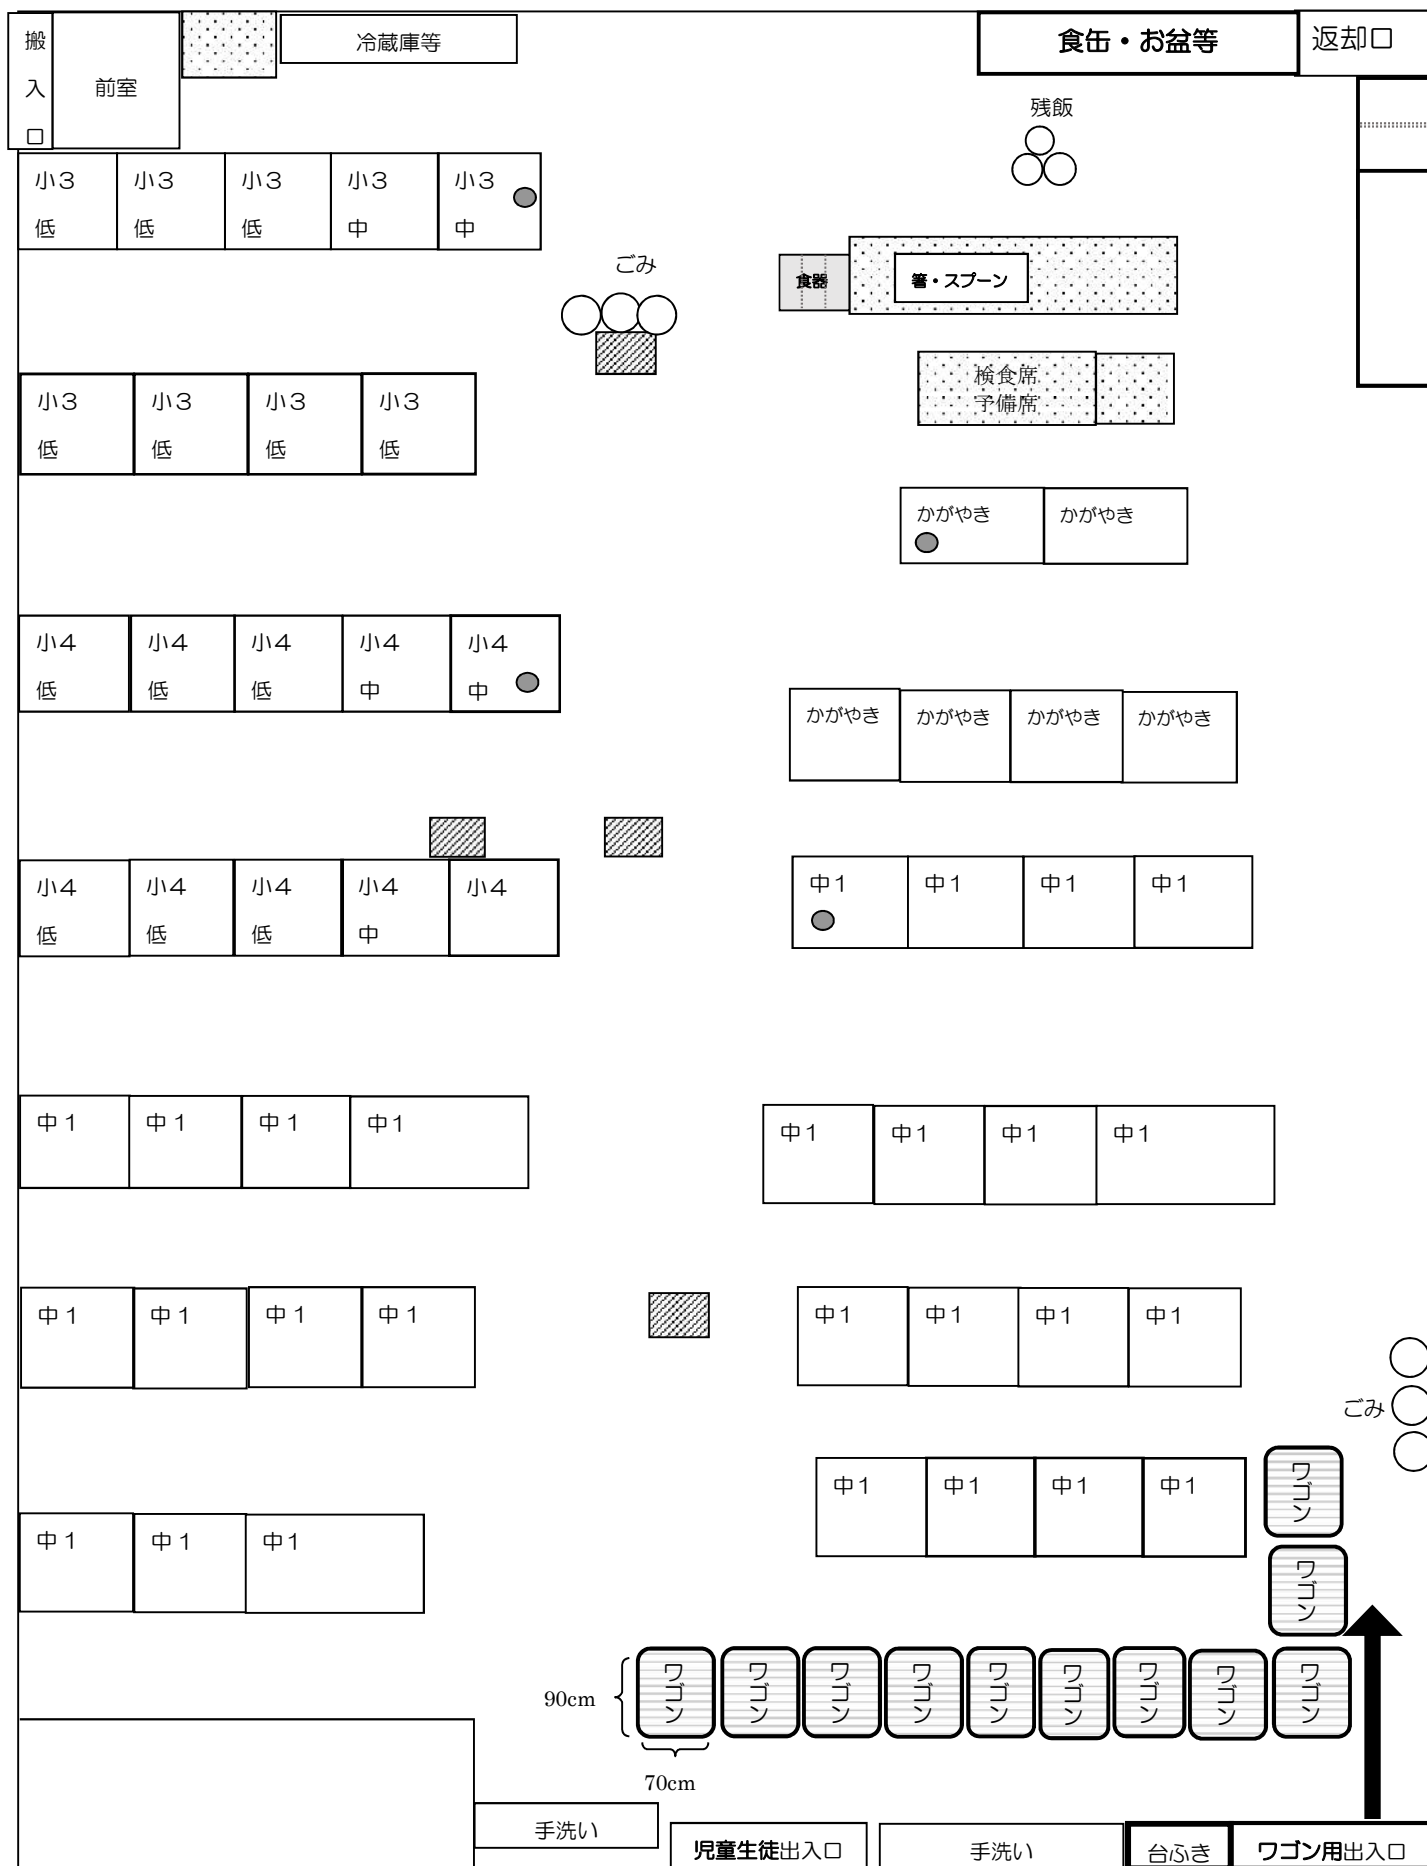 搬入口
前室
冷蔵庫等
食缶・お盆等
返却口
残飯
小3 小3 小3 小3 小3
低 低 低 中 中
ごみ
食器
箸・スプーン
検食席
予備席
小3 小3 小3 小3
低 低 低 低
かがやき かがやき
小4 小4 小4 小4 小4
低 低 低 中 中
かがやき かがやき かがやき かがやき
小4 小4 小4 小4 小4
低 低 低 中
中1 中1 中1 中1
中1 中1 中1 中1
中1 中1 中1 中1
中1 中1 中1 中1
中1 中1 中1 中1
ごみ
中1 中1 中1 中1
ワゴン
中1 中1 中1
ワゴン
90cm
ワゴン ワゴン ワゴン ワゴン ワゴン ワゴン ワゴン ワゴン ワゴン
70cm
手洗い
児童生徒出入口
手洗い
台ふき
ワゴン用出入口